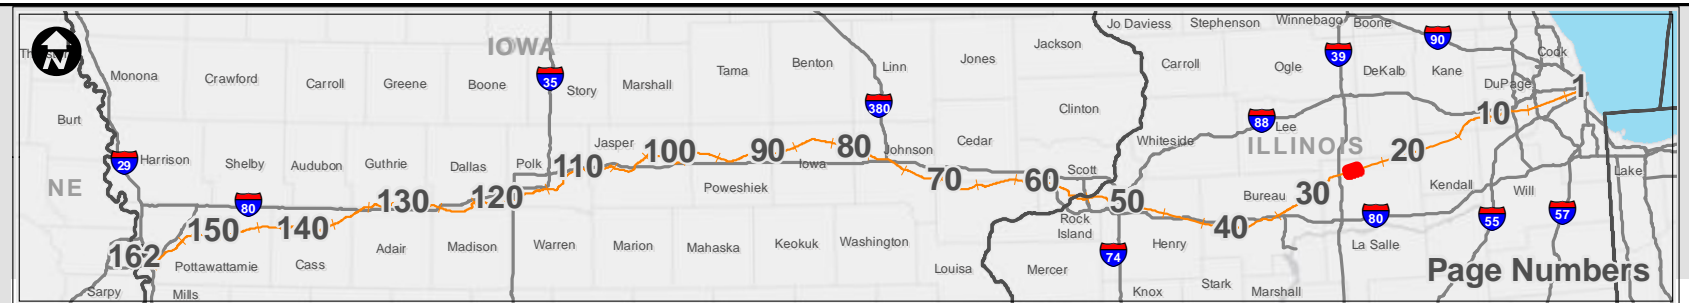 Jo Daviess Stephenson Winnebago Boone
IOWA
Jackson
39
90
Cook
N
Monona
Crawford
Carroll
Greene
Boone
35
Story
Marshall
Tama
Benton
Linn
Jones
Carroll
Ogle
DeKalb
Kane
DuPage
1
380
Clinton
10
Burt
88
Lee
Whiteside
ILLINOIS
29
Harrison
Shelby
Audubon
Guthrie
Dallas
Polk
110
Jasper
100
90
Iowa
80
Johnson
Cedar
Scott
20
Lake
NE
80
130
120
Poweshiek
70
60
50
Bureau
30
Kendall
Will
162
150
140
Adair
Madison
Warren
Marion
Mahaska
Keokuk
Washington
Rock
Island
Henry
40
80
La Salle
55
57
Pottawattamie
Cass
Louisa
Mercer
74
Page Numbers
Sarpy
Mills
Knox
Stark
Marshall